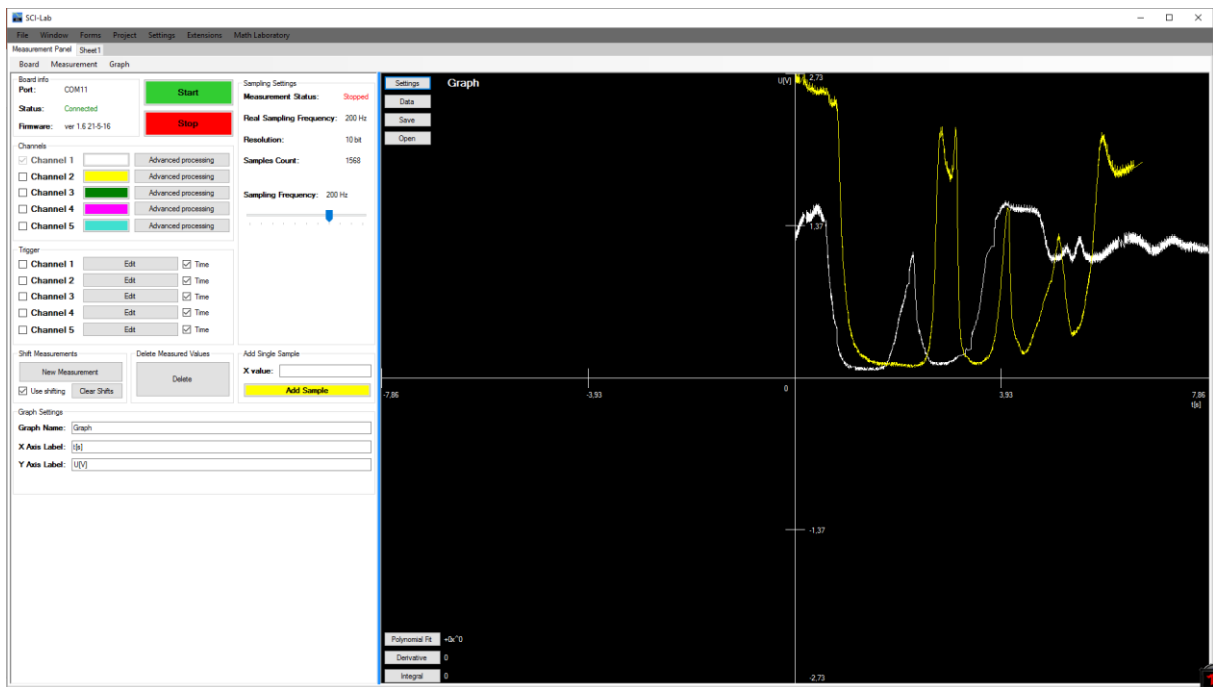 SCI-Lab
File Window Forms Project Settings Extensions Math Laboratory
Measurement Panel Sheet1
Board Measurement Graph
Board info
Port: COM11
Status: Connected
Firmware: ver 1.6 21-5-16
Start
Stop
Channels
Channel 1 Advanced processing
Channel 2 Advanced processing
Channel 3 Advanced processing
Channel 4 Advanced processing
Channel 5 Advanced processing
Trigger
Channel 1 Edit Time
Channel 2 Edit Time
Channel 3 Edit Time
Channel 4 Edit Time
Channel 5 Edit Time
Shift Measurements
New Measurement
Use shifting Clear Shifts
Delete Measured Values
Delete
Sampling Settings
Measurement Status: Stopped
Real Sampling Frequency: 200 Hz
Resolution: 10 bit
Samples Count: 1568
Sampling Frequency: 200 Hz
Add Single Sample
X value:
Add Sample
Graph Settings
Graph Name: Graph
X Axis Label: t[s]
Y Axis Label: U[V]
Settings Graph
Data
Save
Open
U[V] 2,73
1,37
-7,86 -3,93 0 3,93 7,86
t[s]
-1,37
-2,73
Polynomial Fit +0x^0
Derivative 0
Integral 0